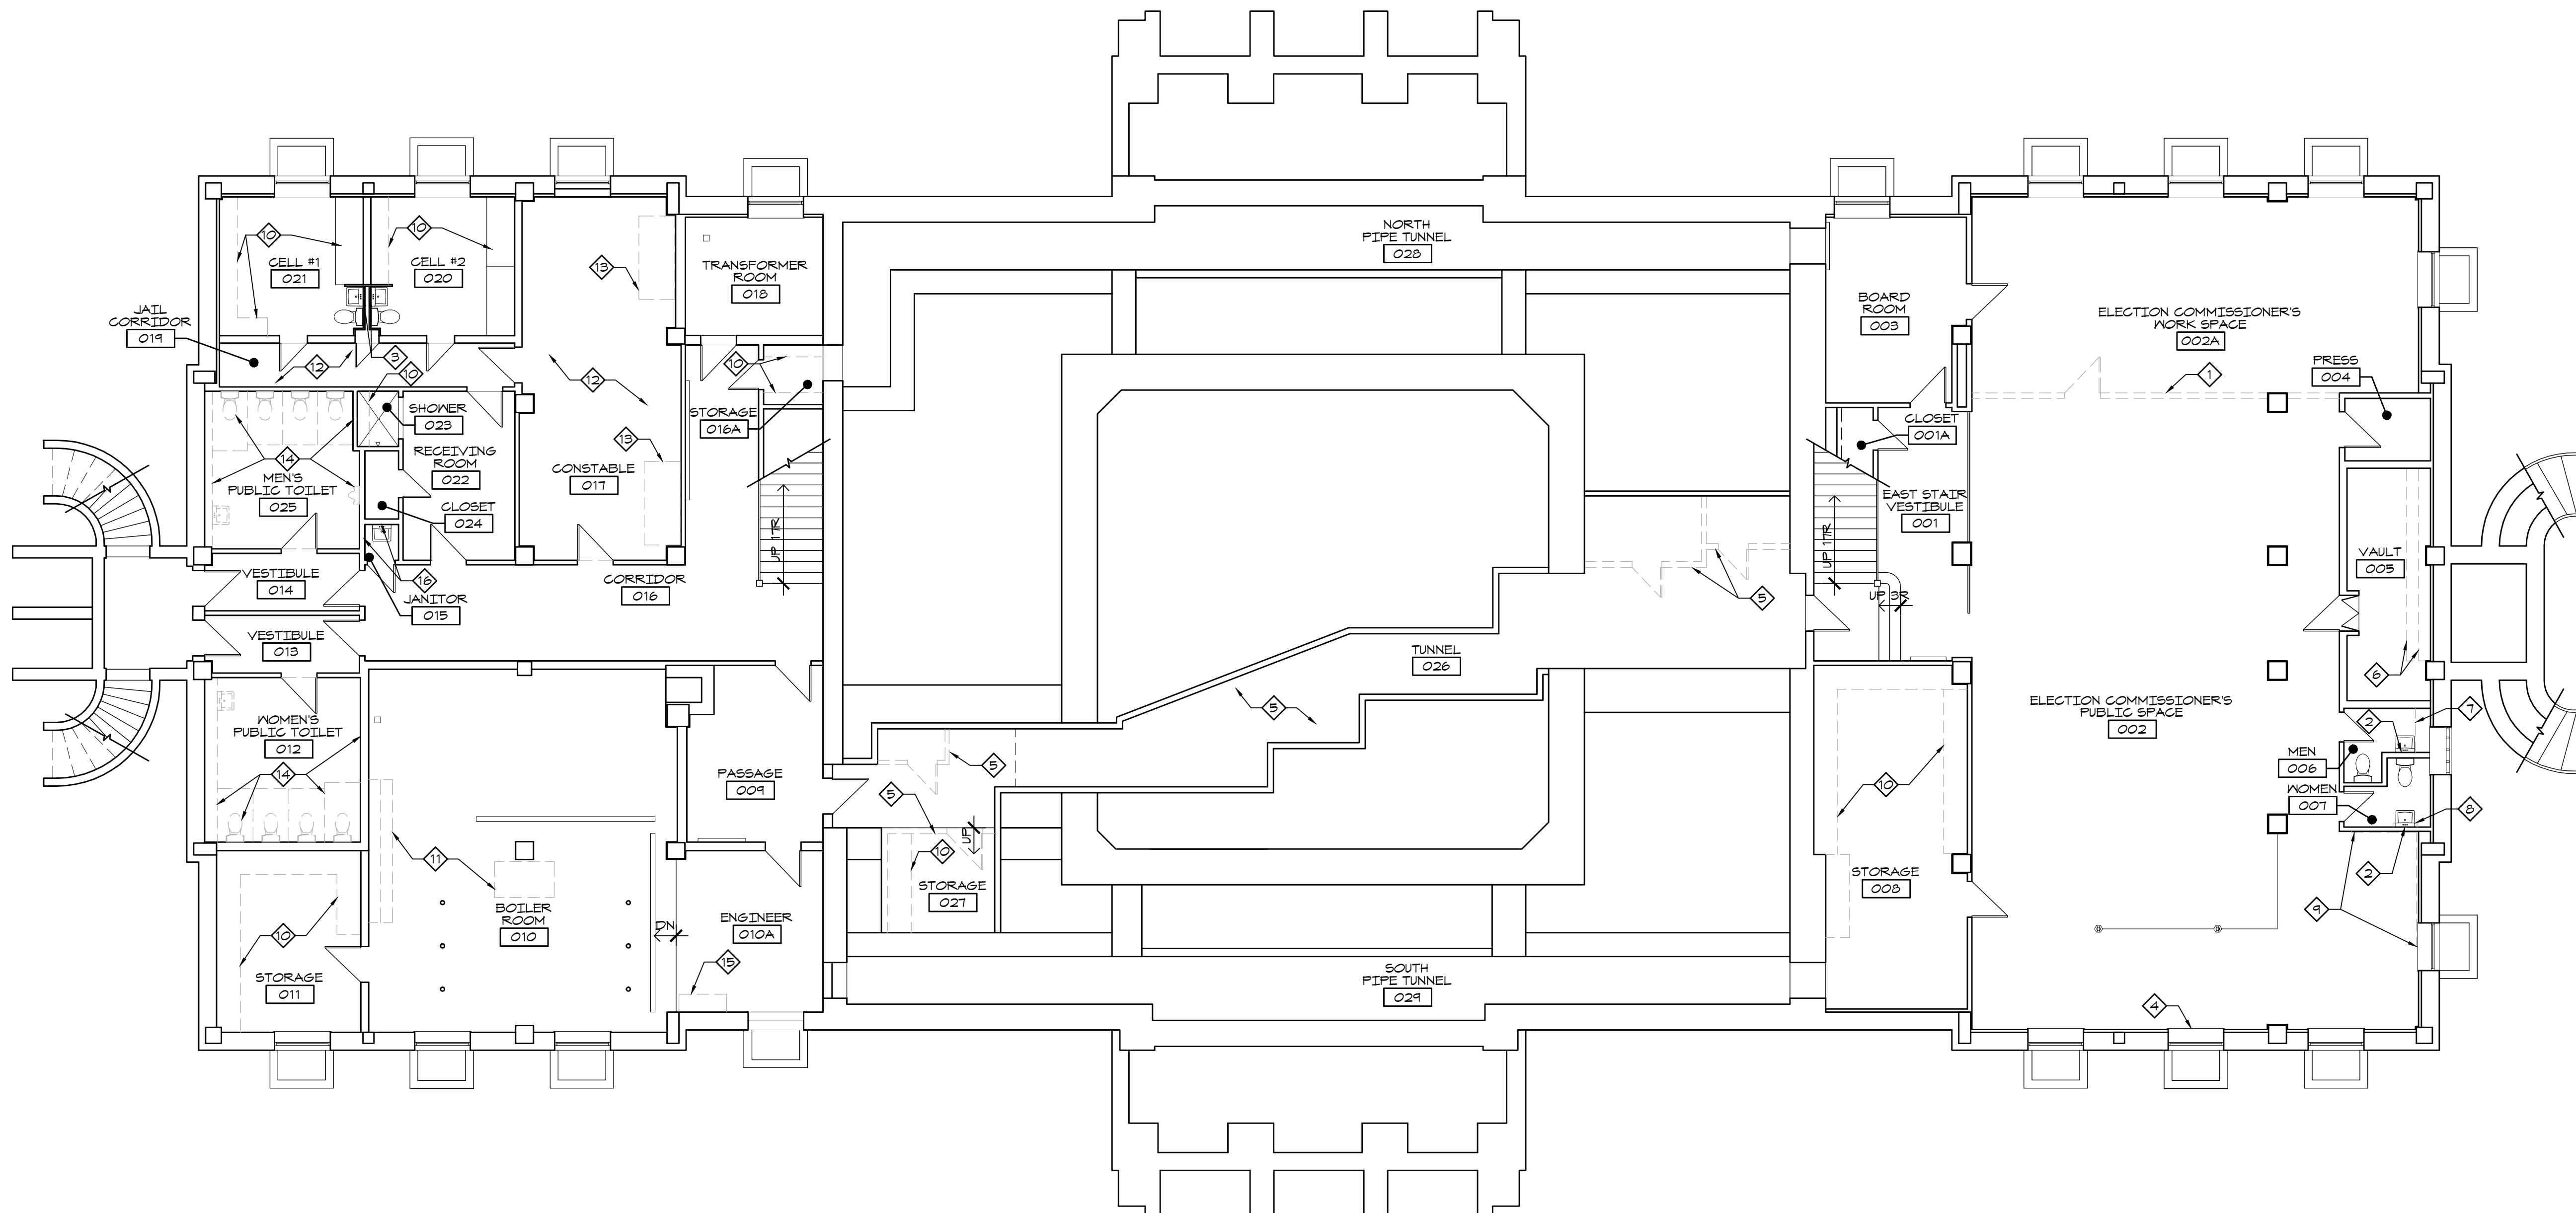 NORTH
PIPE TUNNEL
028
10
10
CELL #1
021
CELL #2
020
13
TRANSFORMER
ROOM
018
BOARD
ROOM
003
ELECTION COMMISSIONER'S
WORK SPACE
002A
JAIL
CORRIDOR
019
12
3
10
12
10
PRESS
004
1
SHOWER
023
STORAGE
016A
CLOSET
001A
14
MEN'S
PUBLIC TOILET
025
RECEIVING
ROOM
022
13
CONSTABLE
017
CLOSET
024
EAST STAIR
VESTIBULE
001
UP 17R
UP 17R
VAULT
005
VESTIBULE
014
16
JANITOR
015
CORRIDOR
016
5
UP 3R
VESTIBULE
013
TUNNEL
026
6
5
ELECTION COMMISSIONER'S
PUBLIC SPACE
002
2
7
WOMEN'S
PUBLIC TOILET
012
14
PASSAGE
009
5
5
MEN
006
WOMEN
007
8
10
11
UP
10
STORAGE
027
STORAGE
008
2
9
BOILER
ROOM
010
DN
ENGINEER
010A
10
STORAGE
011
15
SOUTH
PIPE TUNNEL
029
4